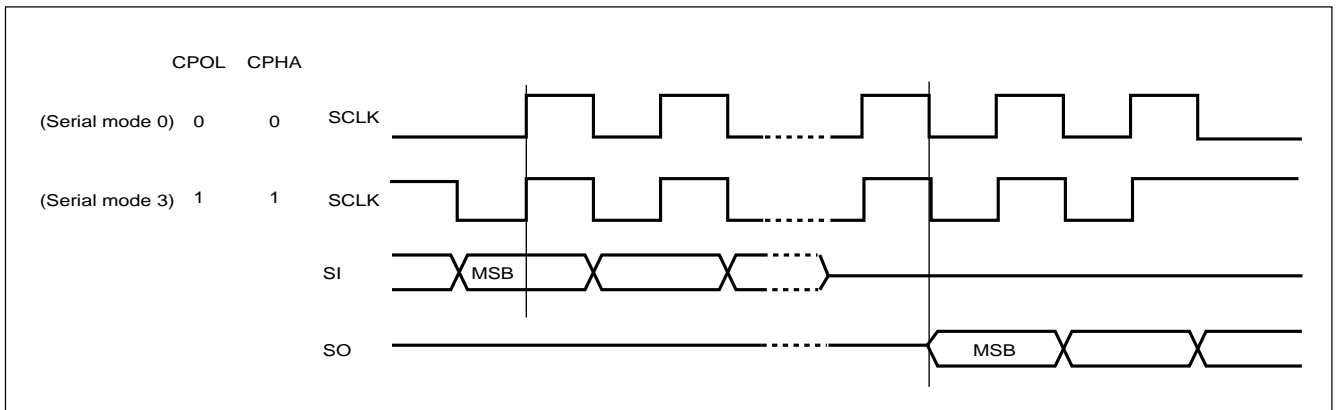 CPOL CPHA
(Serial mode 0) 0 0 SCLK
(Serial mode 3) 1 1 SCLK
SI MSB
SO MSB